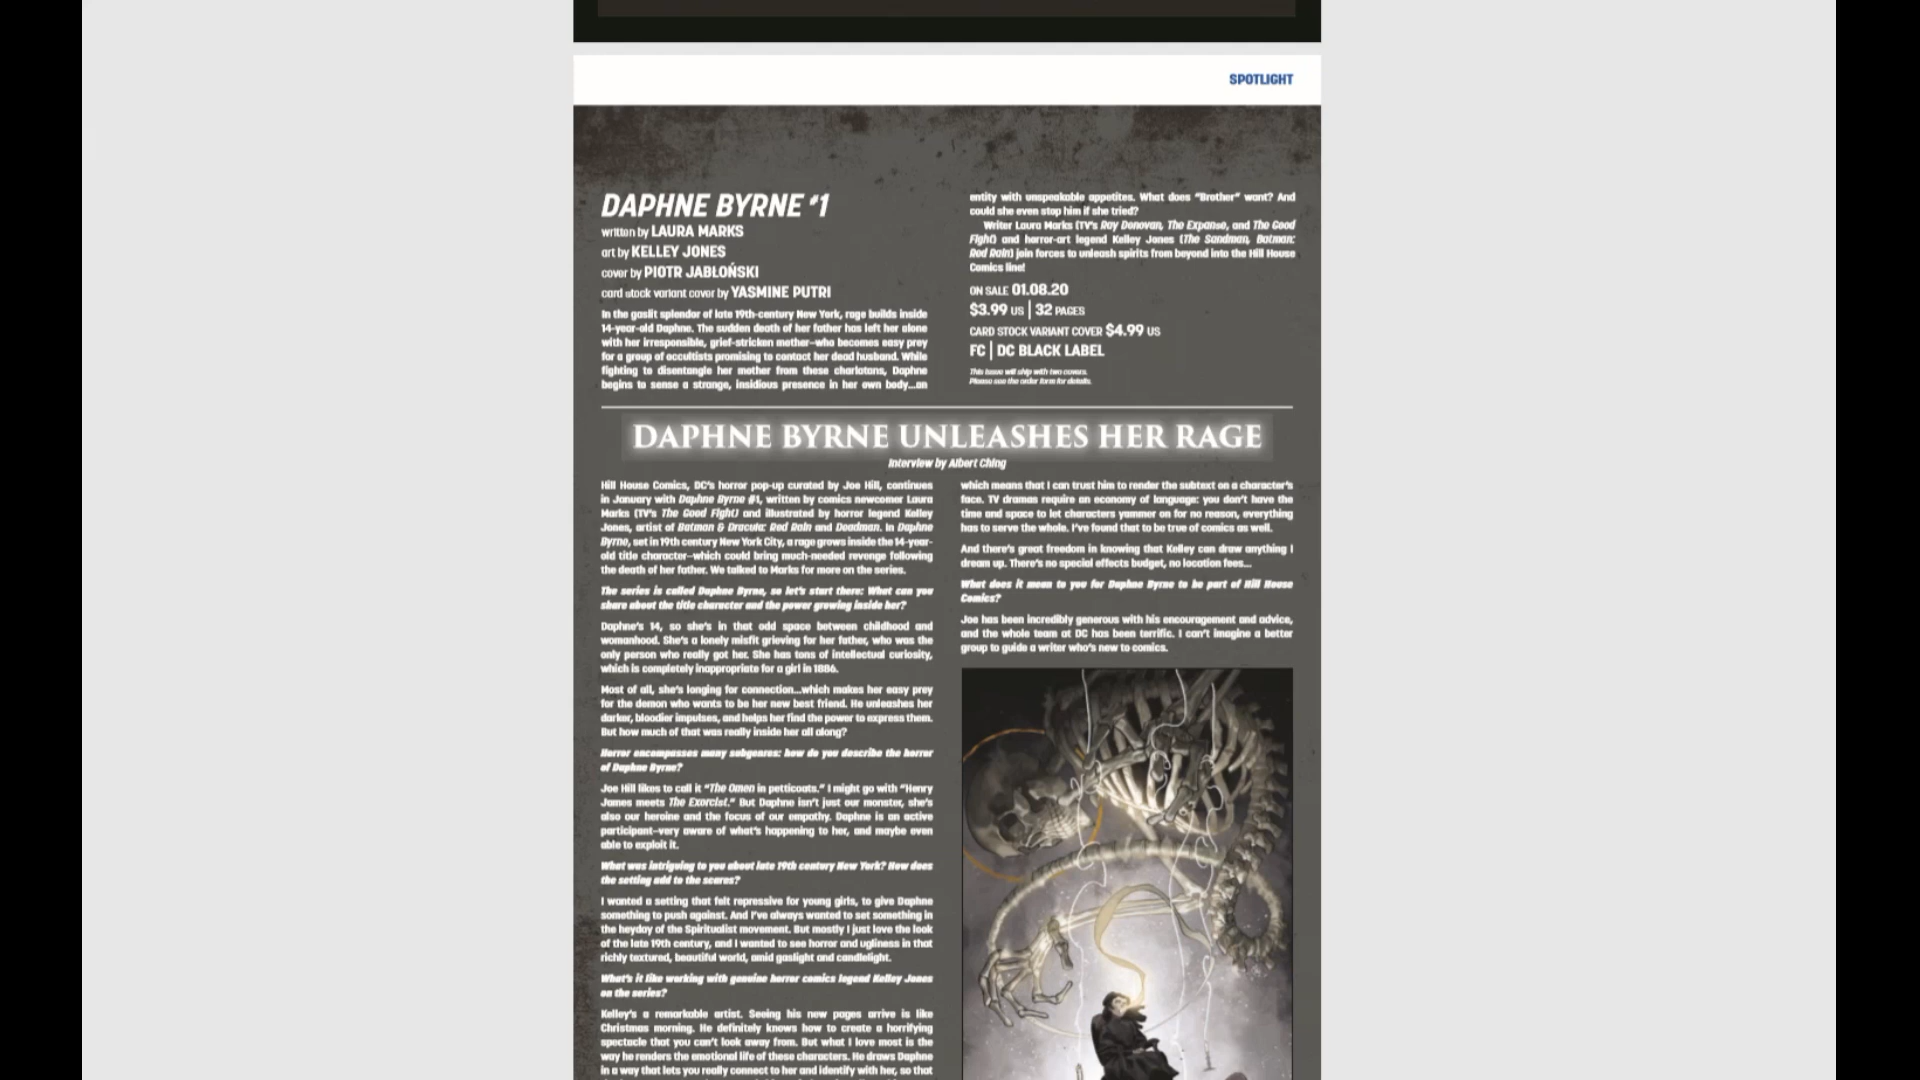 SPOTLIGHT
DAPHNE BYRNE #1
written by LAURA MARKS
art by KELLEY JONES
cover by PIOTR JABŁOŃSKI
card stock variant cover by YASMINE PUTRI
In the gaslit splendor of late 19th-century New York, rage builds inside
14-year-old Daphne. The sudden death of her father has left her alone
with her irresponsible, grief-stricken mother—who becomes easy prey
for a group of occultists promising to contact her dead husband. While
fighting to disentangle her mother from these charlatans, Daphne
begins to sense a strange, insidious presence in her own body...an
entity with unspeakable appetites. What does "Brother" want? And
could she even stop him if she tried?
Writer Laura Marks (TV's Ray Donovan, The Expanse, and The Good
Fight) and horror-art legend Kelley Jones (The Sandman, Batman:
Red Rain) join forces to unleash spirits from beyond into the Hill House
Comics line!
ON SALE 01.08.20
$3.99 US | 32 PAGES
CARD STOCK VARIANT COVER $4.99 US
FC | DC BLACK LABEL
This issue will ship with two covers.
Please see the order form for details.
DAPHNE BYRNE UNLEASHES HER RAGE
Interview by Albert Ching
Hill House Comics, DC's horror pop-up curated by Joe Hill, continues
in January with Daphne Byrne #1, written by comics newcomer Laura
Marks (TV's The Good Fight) and illustrated by horror legend Kelley
Jones, artist of Batman & Dracula: Red Rain and Deadman. In Daphne
Byrne, set in 19th century New York City, a rage grows inside the 14-year-
old title character—which could bring much-needed revenge following
the death of her father. We talked to Marks for more on the series.
The series is called Daphne Byrne, so let's start there: What can you
share about the title character and the power growing inside her?
Daphne's 14, so she's in that odd space between childhood and
womanhood. She's a lonely misfit grieving for her father, who was the
only person who really got her. She has tons of intellectual curiosity,
which is completely inappropriate for a girl in 1886.
Most of all, she's longing for connection...which makes her easy prey
for the demon who wants to be her new best friend. He unleashes her
darker, bloodier impulses, and helps her find the power to express them.
But how much of that was really inside her all along?
Horror encompasses many subgenres: how do you describe the horror
of Daphne Byrne?
Joe Hill likes to call it "The Omen in petticoats." I might go with "Henry
James meets The Exorcist." But Daphne isn't just our monster, she's
also our heroine and the focus of our empathy. Daphne is an active
participant—very aware of what's happening to her, and maybe even
able to exploit it.
What was intriguing to you about late 19th century New York? How does
the setting add to the scares?
I wanted a setting that felt repressive for young girls, to give Daphne
something to push against. And I've always wanted to set something in
the heyday of the Spiritualist movement. But mostly I just love the look
of the late 19th century, and I wanted to see horror and ugliness in that
richly textured, beautiful world, amid gaslight and candlelight.
What's it like working with genuine horror comics legend Kelley Jones
on the series?
Kelley's a remarkable artist. Seeing his new pages arrive is like
Christmas morning. He definitely knows how to create a horrifying
spectacle that you can't look away from. But what I love most is the
way he renders the emotional life of these characters. He draws Daphne
in a way that lets you really connect to her and identify with her, so that
which means that I can trust him to render the subtext on a character's
face. TV dramas require an economy of language: you don't have the
time and space to let characters yammer on for no reason, everything
has to serve the whole. I've found that to be true of comics as well.
And there's great freedom in knowing that Kelley can draw anything I
dream up. There's no special effects budget, no location fees...
What does it mean to you for Daphne Byrne to be part of Hill House
Comics?
Joe has been incredibly generous with his encouragement and advice,
and the whole team at DC has been terrific. I can't imagine a better
group to guide a writer who's new to comics.